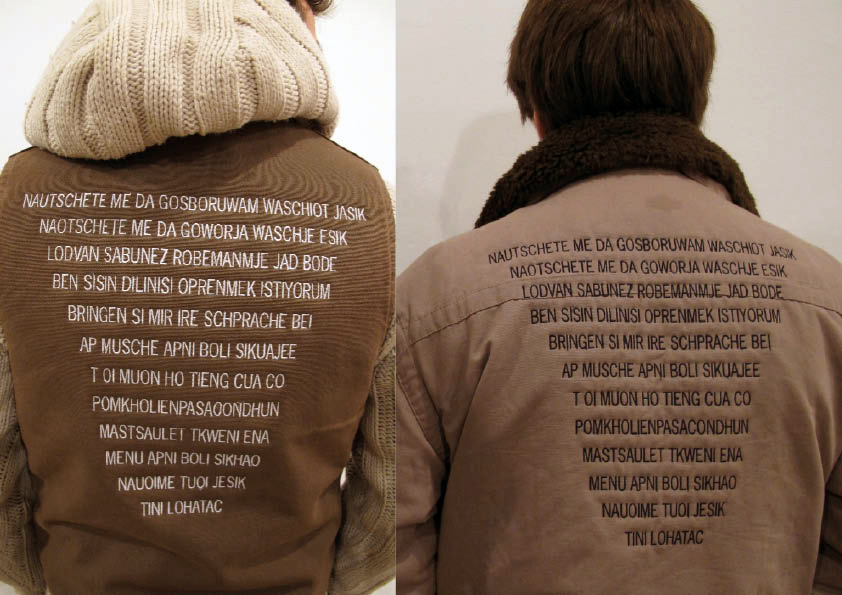 NAUTSCHETE ME DA GOSBORUWAM WASCHIOT JASIK
NAOTSCHETE ME DA GOWORJA WASCHJE ESIK
LODVAN SABUNEZ ROBEMANMJE JAD BODE
BEN SISIN DILINISI OPRENMEK ISTIYORUM
BRINGEN SI MIR IRE SCHPRACHE BEI
AP MUSCHE APNI BOLI SIKUAJEE
T OI MUON HO TIENG CUA CO
POMKHOLIENPASAOONDHUN
MASTSAULET TKWENI ENA
MENU APNI BOLI SIKHAO
NAUOIME TUOI JESIK
TINI LOHATAC
NAUTSCHETE ME DA GOSBORUWAM WASCHIOT JASIK
NAOTSCHETE ME DA GOWORJA WASCHJE ESIK
LODVAN SABUNEZ ROBEMANMJE JAD BODE
BEN SISIN DILINISI OPRENMEK ISTIYORUM
BRINGEN SI MIR IRE SCHPRACHE BEI
AP MUSCHE APNI BOLI SIKUAJEE
T OI MUON HO TIENG CUA CO
POMKHOLIENPASAOONDHUN
MASTSAULET TKWENI ENA
MENU APNI BOLI SIKHAO
NAUOIME TUOI JESIK
TINI LOHATAC